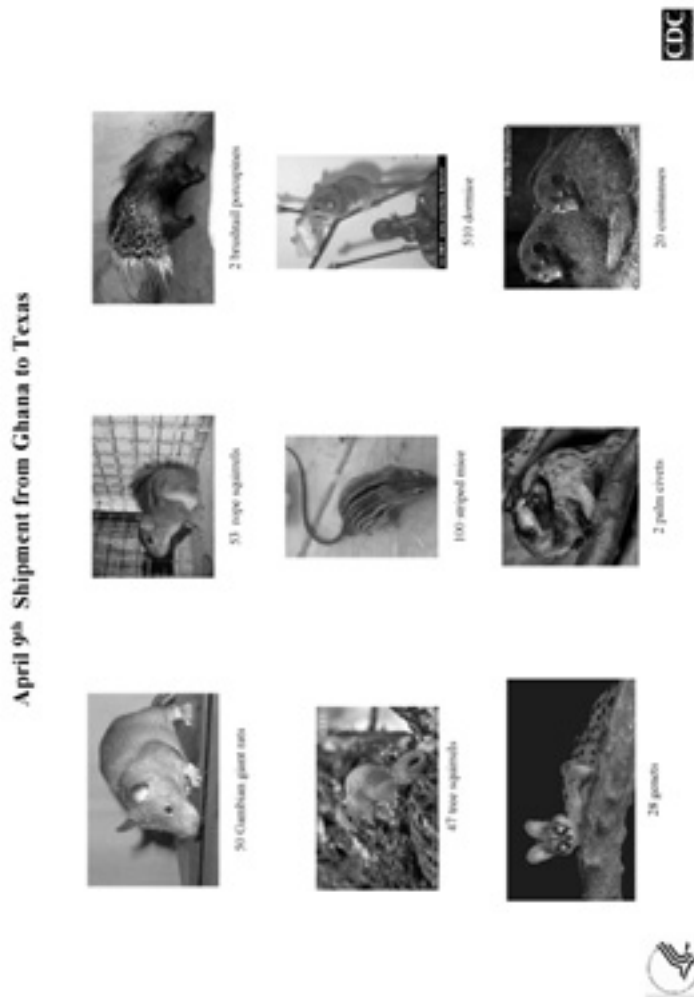 April 9th Shipment from Ghana to Texas
50 Gambian giant rats
53 rope squirrels
2 brushtail porcupines
47 tree squirrels
100 striped mice
510 dormice
28 genets
2 palm civets
20 cusimanses
CDC